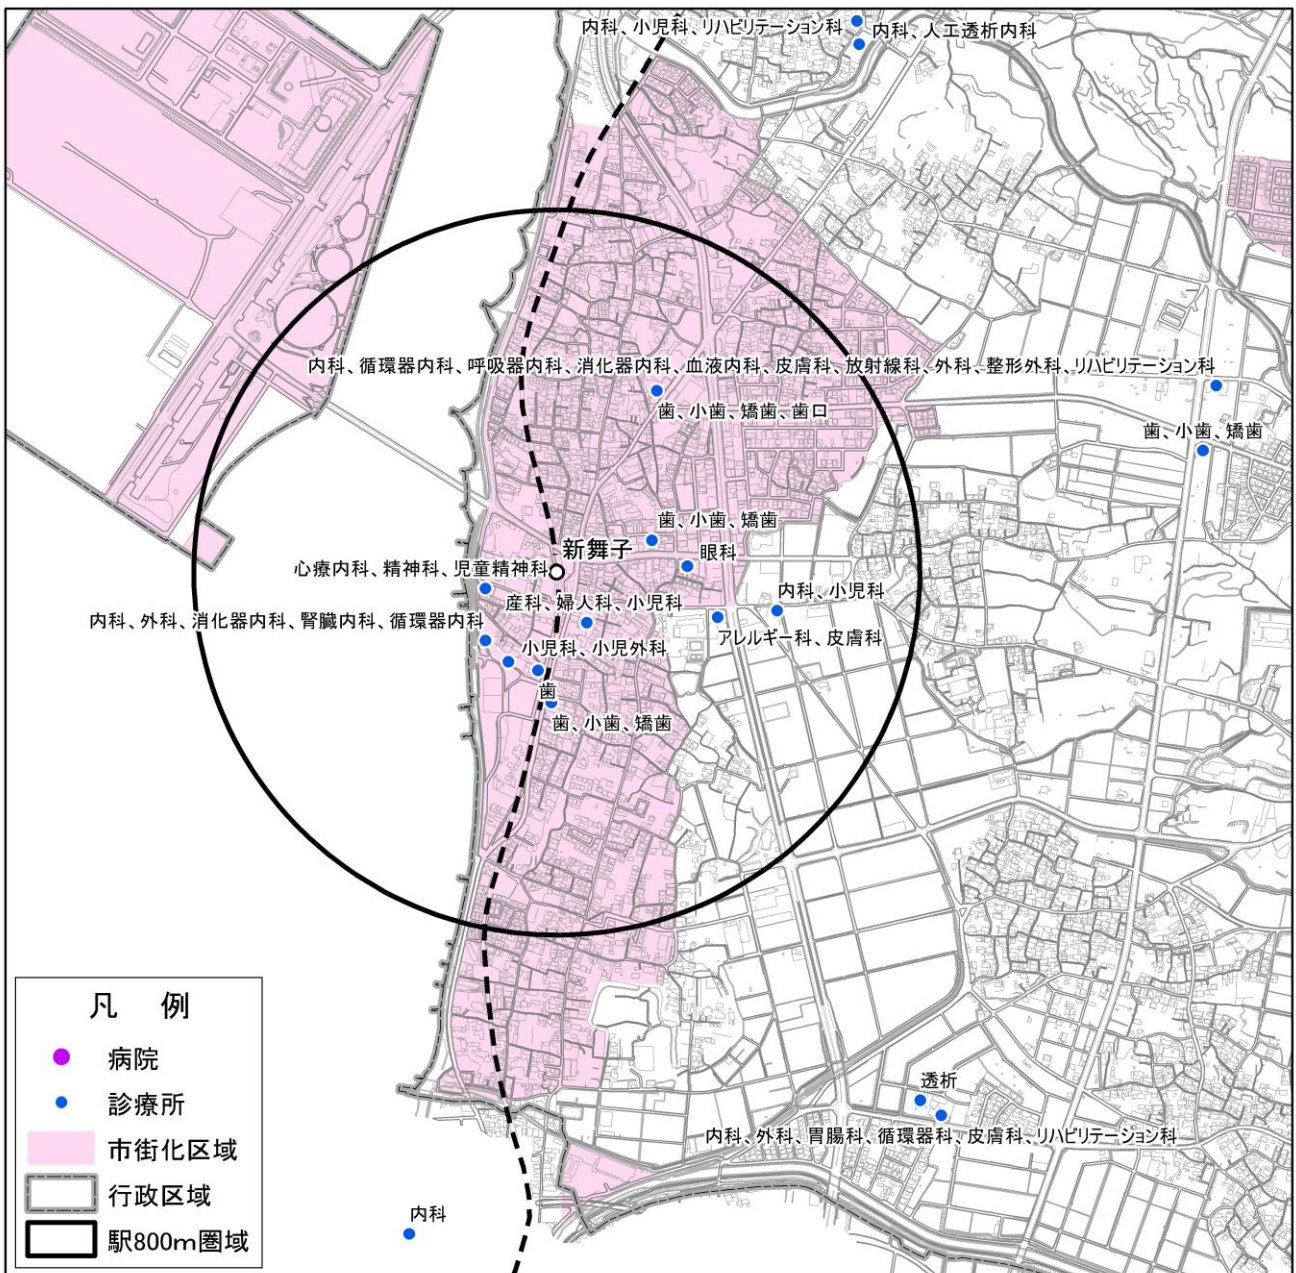 内科、小児科、リハビリテーション科
内科、人工透析内科
内科、循環器内科、呼吸器内科、消化器内科、血液内科、皮膚科、放射線科、外科、整形外科、リハビリテーション科
歯、小歯、矯歯、歯口
歯、小歯、矯歯
歯、小歯、矯歯
新舞子
眼科
心療内科、精神科、児童精神科
内科、小児科
産科、婦人科、小児科
内科、外科、消化器内科、腎臓内科、循環器内科
アレルギー科、皮膚科
小児科、小児外科
歯
歯、小歯、矯歯
凡 例
病院
診療所
市街化区域
行政区域
駅800m圏域
透析
内科、外科、胃腸科、循環器科、皮膚科、リハビリテーション科
内科